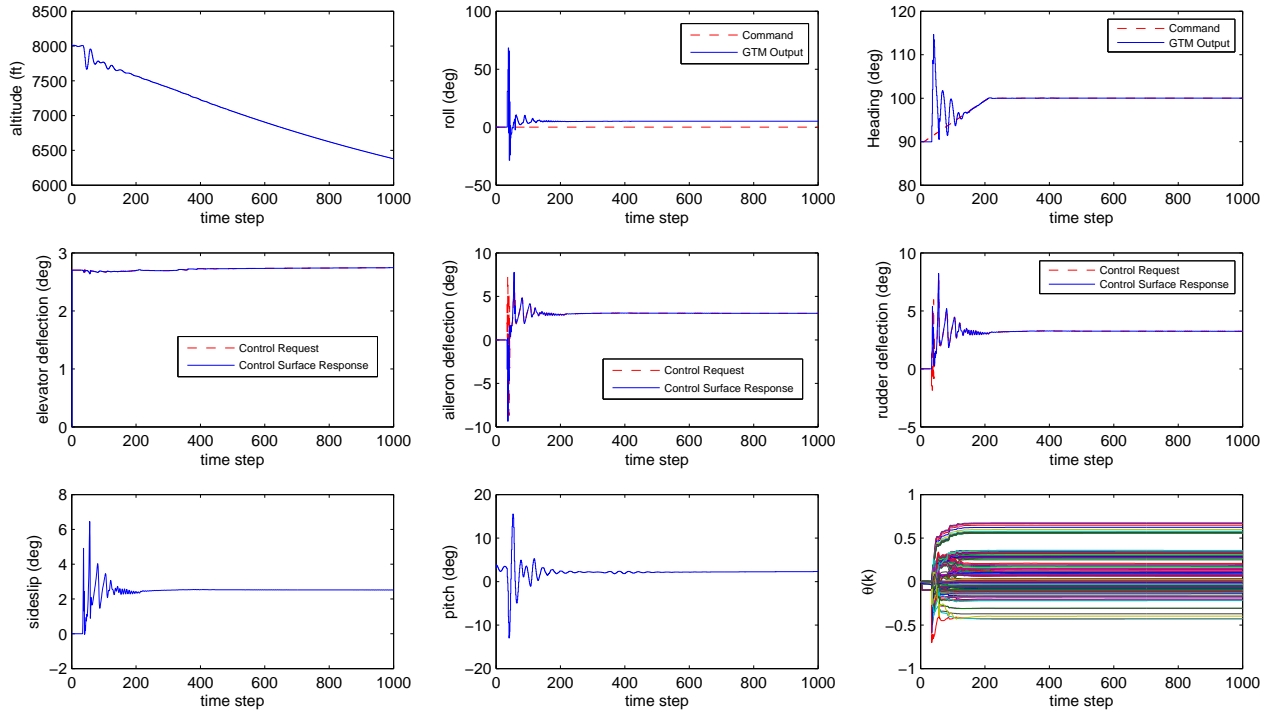 8000
7500
7000
6500
6000
altitude (ft)
0 200 400 600 800 1000
time step
100
50
0
−50
roll (deg)
Command
GTM Output
0 200 400 600 800 1000
time step
120
110
100
90
80
Heading (deg)
Command
GTM Output
0 200 400 600 800 1000
time step
3
2
1
0
elevator deflection (deg)
Control Request
Control Surface Response
0 200 400 600 800 1000
time step
10
5
0
−5
−10
aileron deflection (deg)
Control Request
Control Surface Response
0 200 400 600 800 1000
time step
10
5
0
−5
rudder deflection (deg)
Control Request
Control Surface Response
0 200 400 600 800 1000
time step
8
6
4
2
0
−2
sideslip (deg)
0 200 400 600 800 1000
time step
20
10
0
−10
−20
pitch (deg)
0 200 400 600 800 1000
time step
1
0.5
0
−0.5
−1
θ(k)
0 200 400 600 800 1000
time step